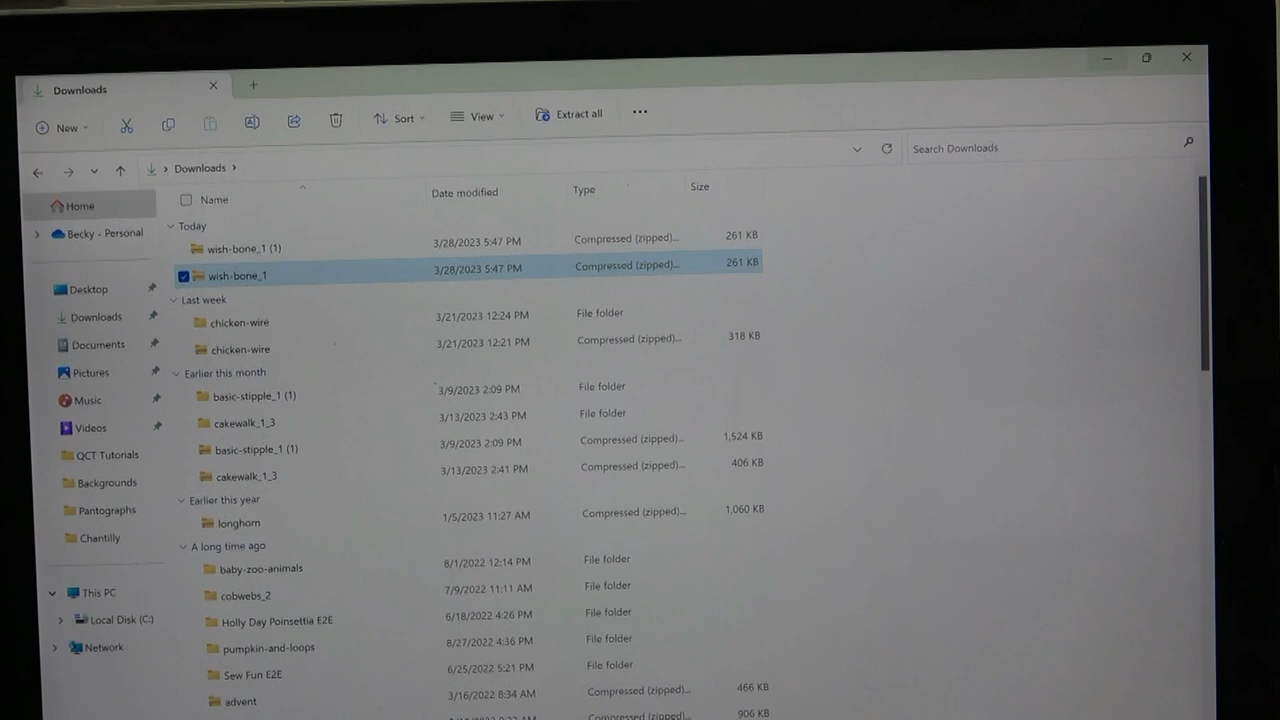 Downloads
New Sort View Extract all ...
Downloads Search Downloads
Name Date modified Type Size
Home
Becky - Personal
Desktop
Downloads
Documents
Pictures
Music
Videos
QCT Tutorials
Backgrounds
Pantographs
Chantilly
This PC
Local Disk (C:)
Network
Today
wish-bone_1 (1) 3/28/2023 5:47 PM Compressed (zipped)... 261 KB
wish-bone_1 3/28/2023 5:47 PM Compressed (zipped)... 261 KB
Last week
chicken-wire 3/21/2023 12:24 PM File folder
chicken-wire 3/21/2023 12:21 PM Compressed (zipped)... 318 KB
Earlier this month
basic-stipple_1 (1) 3/9/2023 2:09 PM File folder
cakewalk_1_3 3/13/2023 2:43 PM File folder
basic-stipple_1 (1) 3/9/2023 2:09 PM Compressed (zipped)... 1,524 KB
cakewalk_1_3 3/13/2023 2:41 PM Compressed (zipped)... 406 KB
Earlier this year
longhorn 1/5/2023 11:27 AM Compressed (zipped)... 1,060 KB
A long time ago
baby-zoo-animals 8/1/2022 12:14 PM File folder
cobwebs_2 7/9/2022 11:11 AM File folder
Holly Day Poinsettia E2E 6/18/2022 4:26 PM File folder
pumpkin-and-loops 8/27/2022 4:36 PM File folder
Sew Fun E2E 6/25/2022 5:21 PM File folder
advent 3/16/2022 8:34 AM Compressed (zipped)... 466 KB
Compressed (zipped)... 906 KB